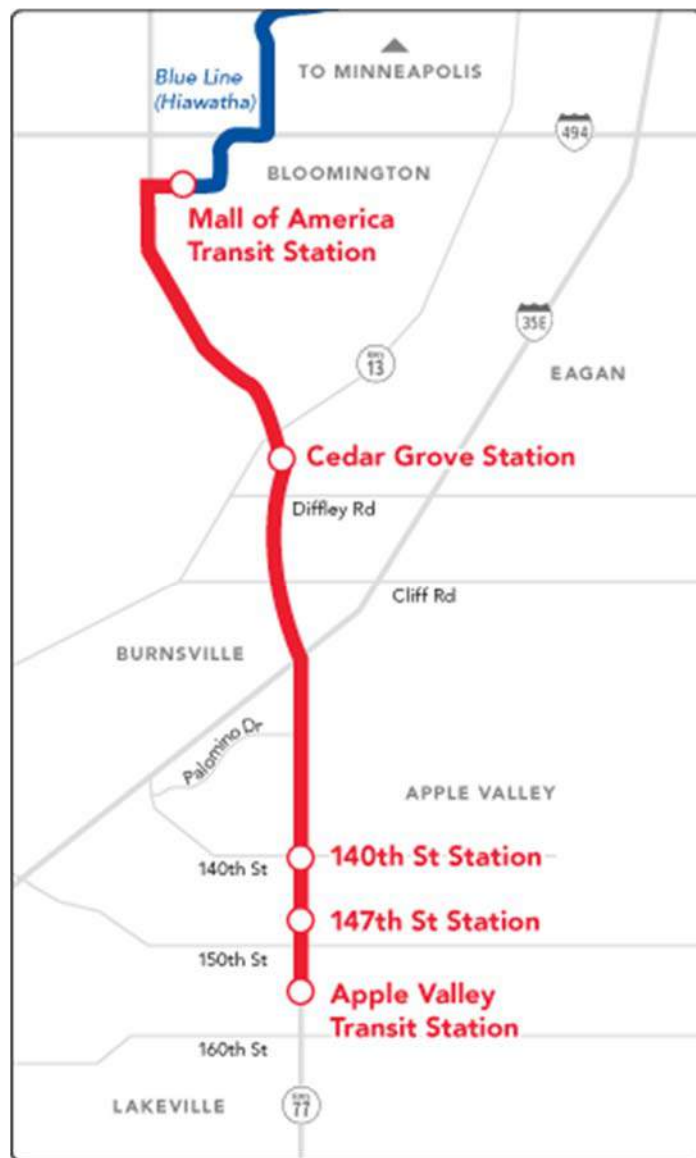 Blue Line
(Hiawatha)
TO MINNEAPOLIS
494
BLOOMINGTON
Mall of America
Transit Station
35E
13
EAGAN
Cedar Grove Station
Diffley Rd
Cliff Rd
BURNSVILLE
Palomino Dr
APPLE VALLEY
140th St Station
140th St
147th St Station
150th St
Apple Valley
Transit Station
160th St
LAKEVILLE
77